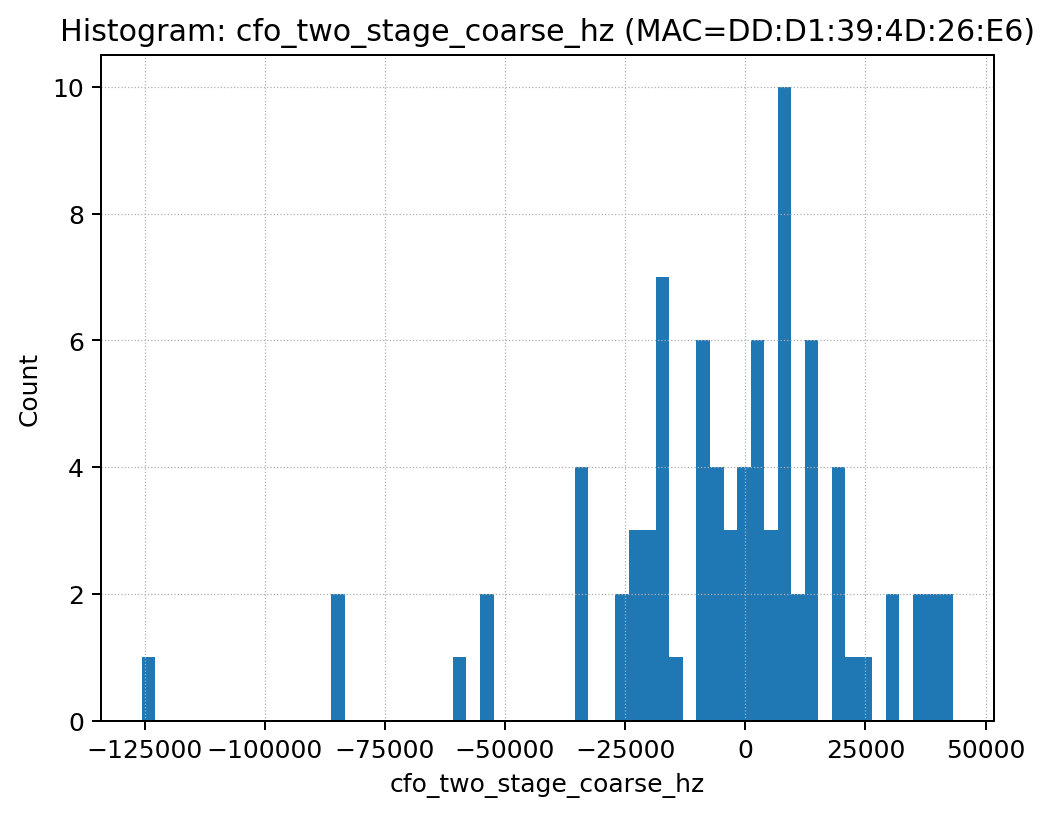 Histogram: cfo_two_stage_coarse_hz (MAC=DD:D1:39:4D:26:E6)
10
8
6
4
2
0
Count
−125000 −100000 −75000 −50000 −25000 0 25000 50000
cfo_two_stage_coarse_hz